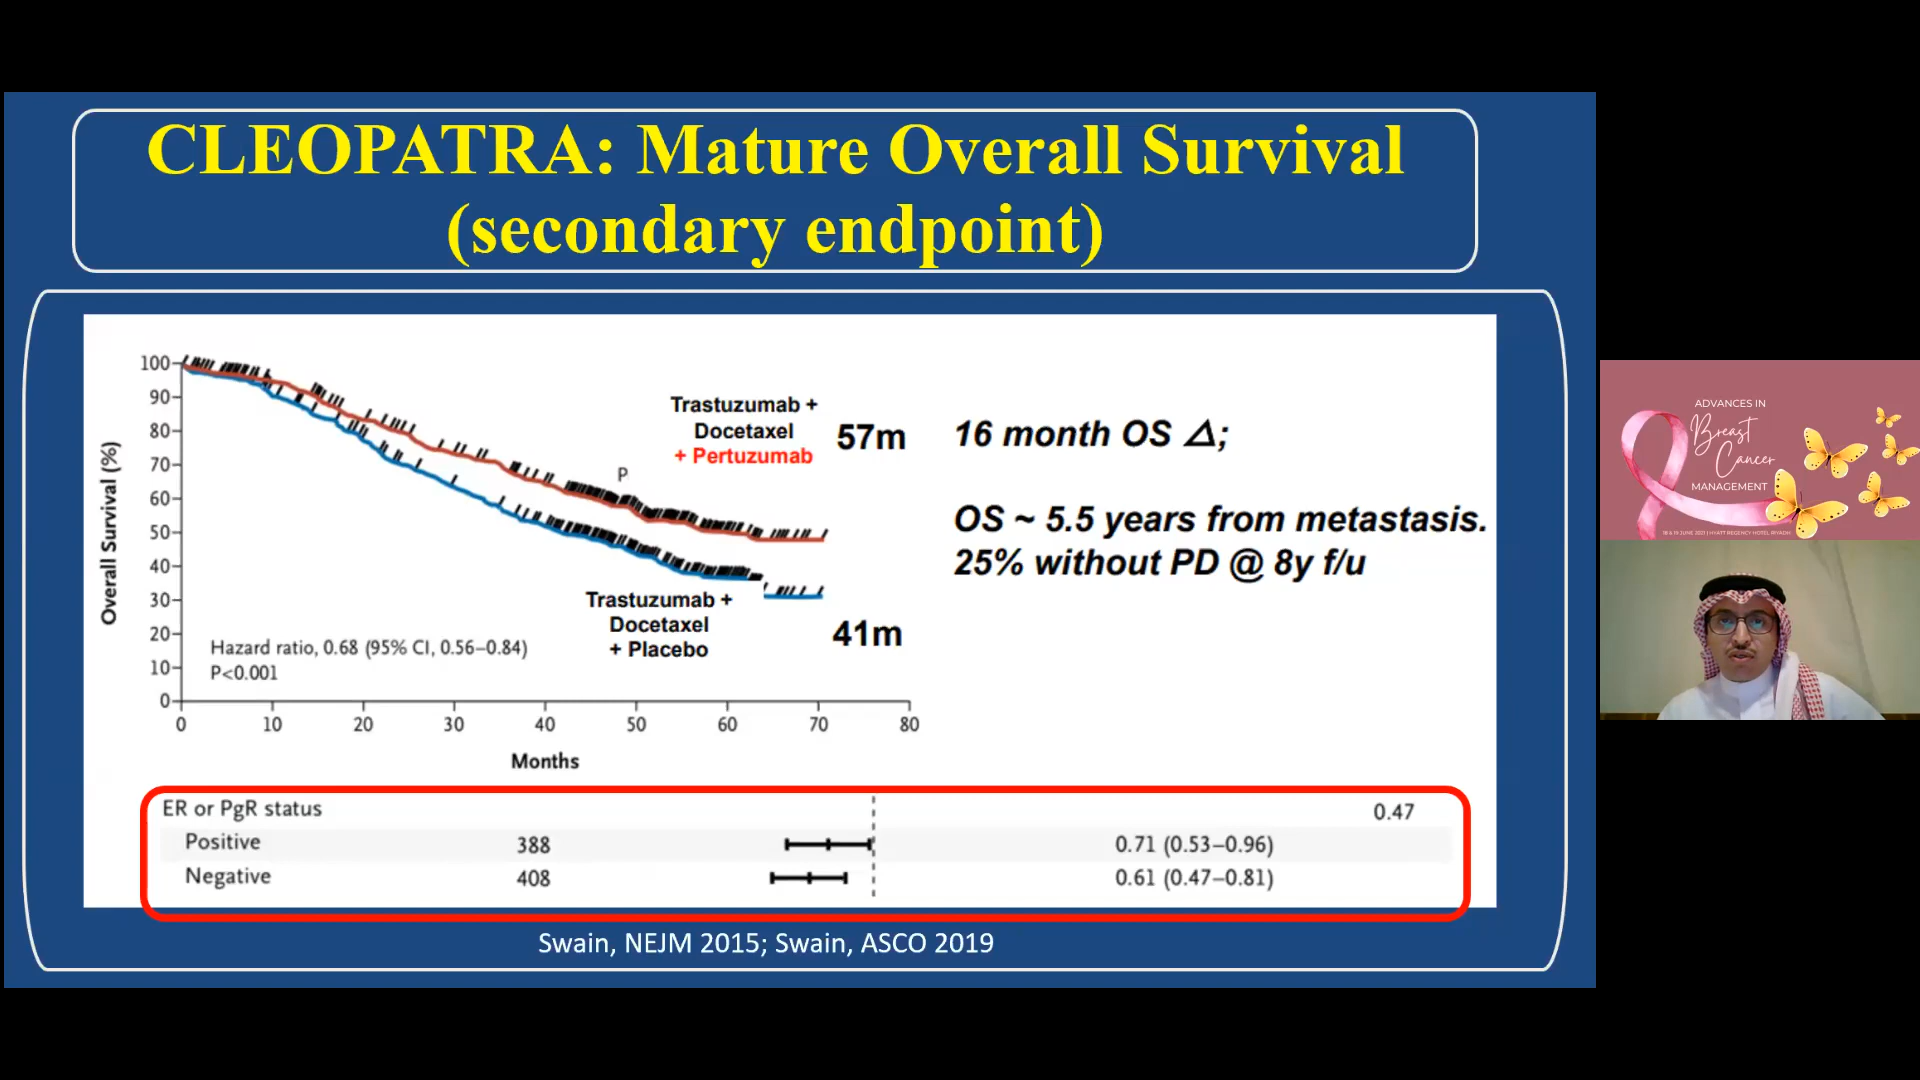 CLEOPATRA: Mature Overall Survival
(secondary endpoint)
100
90
80
70
60
50
40
30
20
10
0
Overall Survival (%)
0 10 20 30 40 50 60 70 80
Months
P
Trastuzumab +
Docetaxel
+ Pertuzumab
57m
Trastuzumab +
Docetaxel
+ Placebo
41m
Hazard ratio, 0.68 (95% CI, 0.56–0.84)
P<0.001
16 month OS Δ;
OS ~ 5.5 years from metastasis.
25% without PD @ 8y f/u
ER or PgR status 0.47
Positive 388 0.71 (0.53–0.96)
Negative 408 0.61 (0.47–0.81)
Swain, NEJM 2015; Swain, ASCO 2019
ADVANCES IN
Breast
Cancer
MANAGEMENT